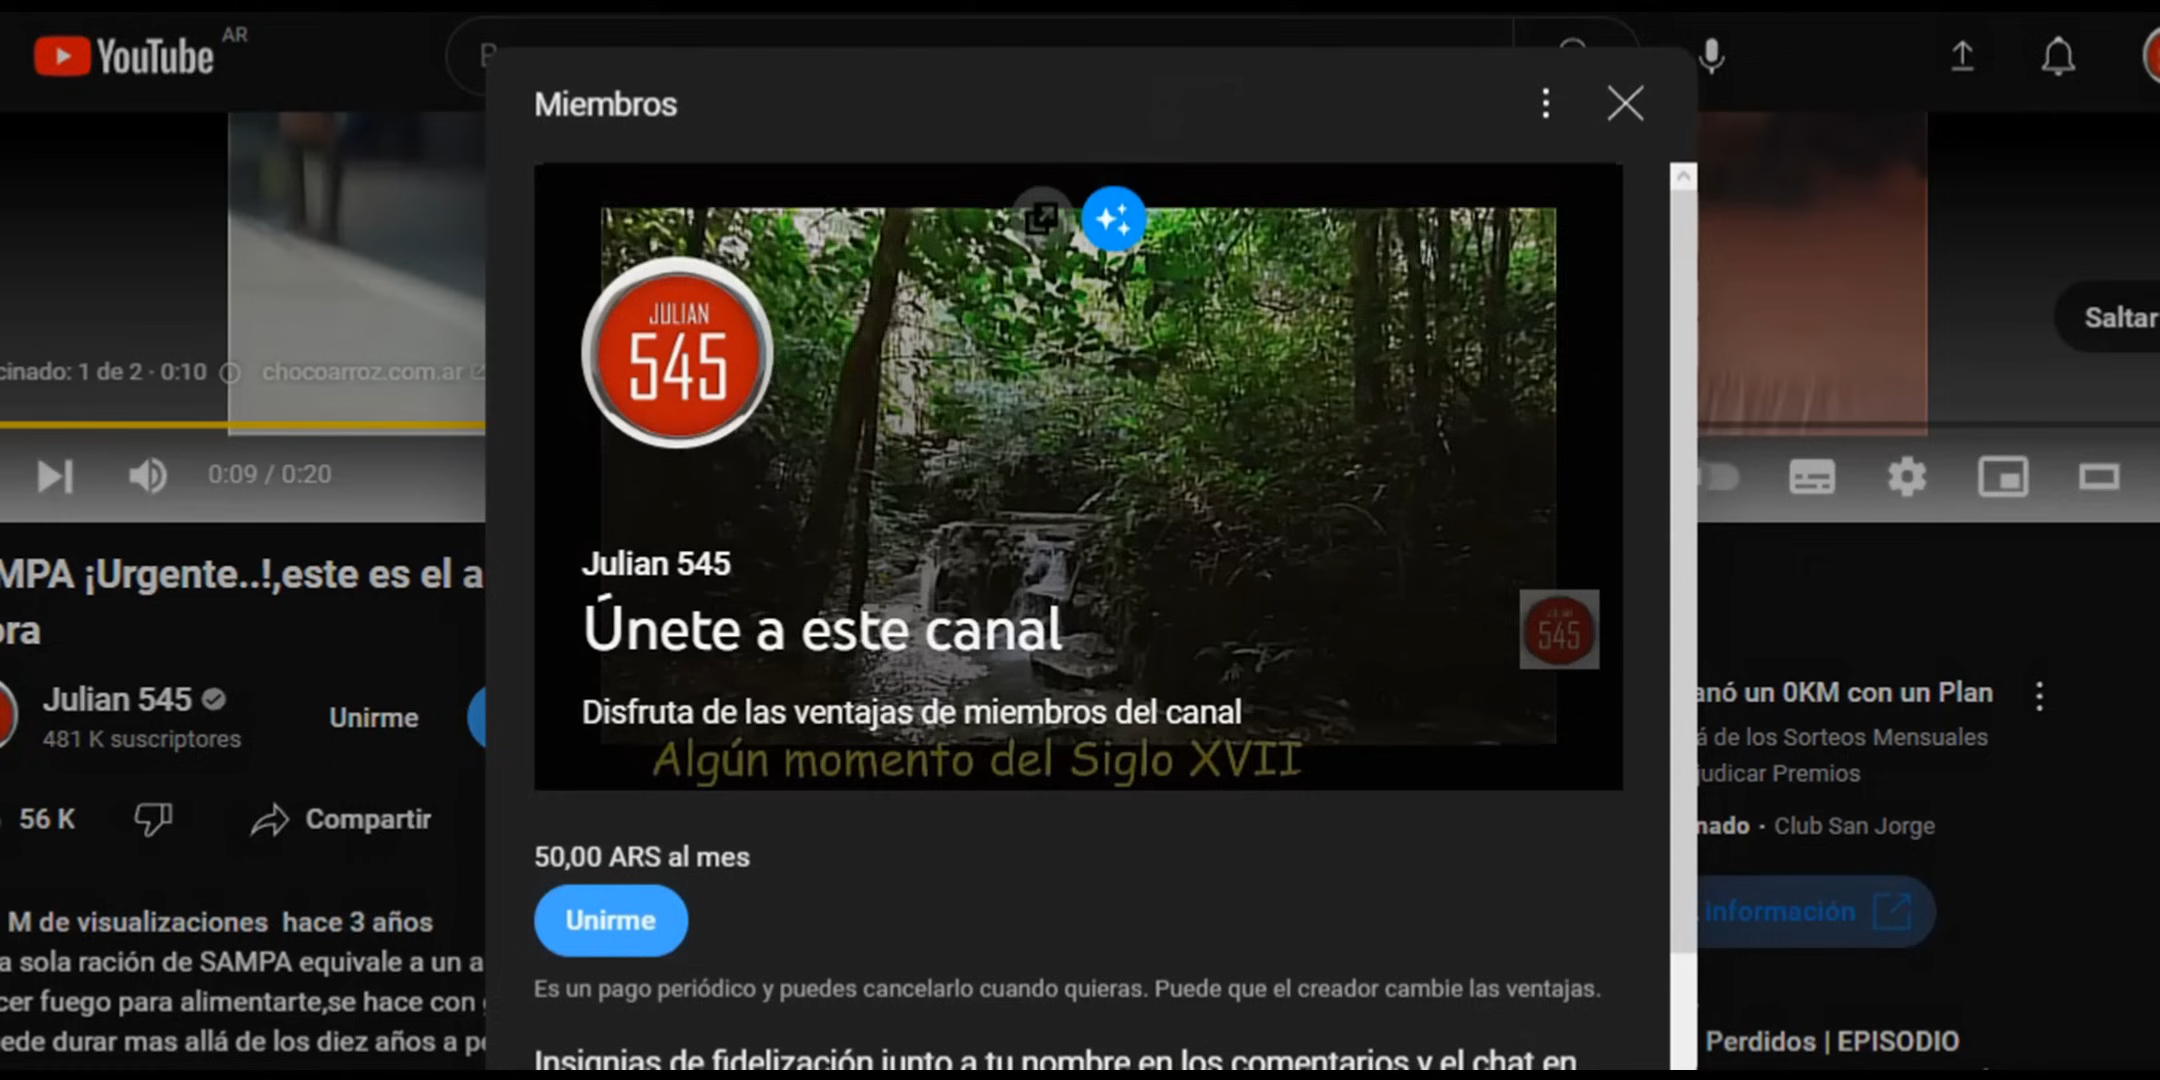 YouTube AR
Miembros
JULIAN
545
cinado: 1 de 2 · 0:10
chocoarroz.com.ar
Saltar
0:09 / 0:20
Julian 545
Únete a este canal
545
Disfruta de las ventajas de miembros del canal
Algún momento del Siglo XVII
MPA ¡Urgente..!,este es el a
ora
Julian 545
481 K suscriptores
Unirme
56 K
Compartir
50,00 ARS al mes
Unirme
Es un pago periódico y puedes cancelarlo cuando quieras. Puede que el creador cambie las ventajas.
Insignias de fidelización junto a tu nombre en los comentarios y el chat en
M de visualizaciones hace 3 años
a sola ración de SAMPA equivale a un a
cer fuego para alimentarte,se hace con
ede durar mas allá de los diez años a pe
anó un 0KM con un Plan
á de los Sorteos Mensuales
judicar Premios
nado · Club San Jorge
información
Perdidos | EPISODIO